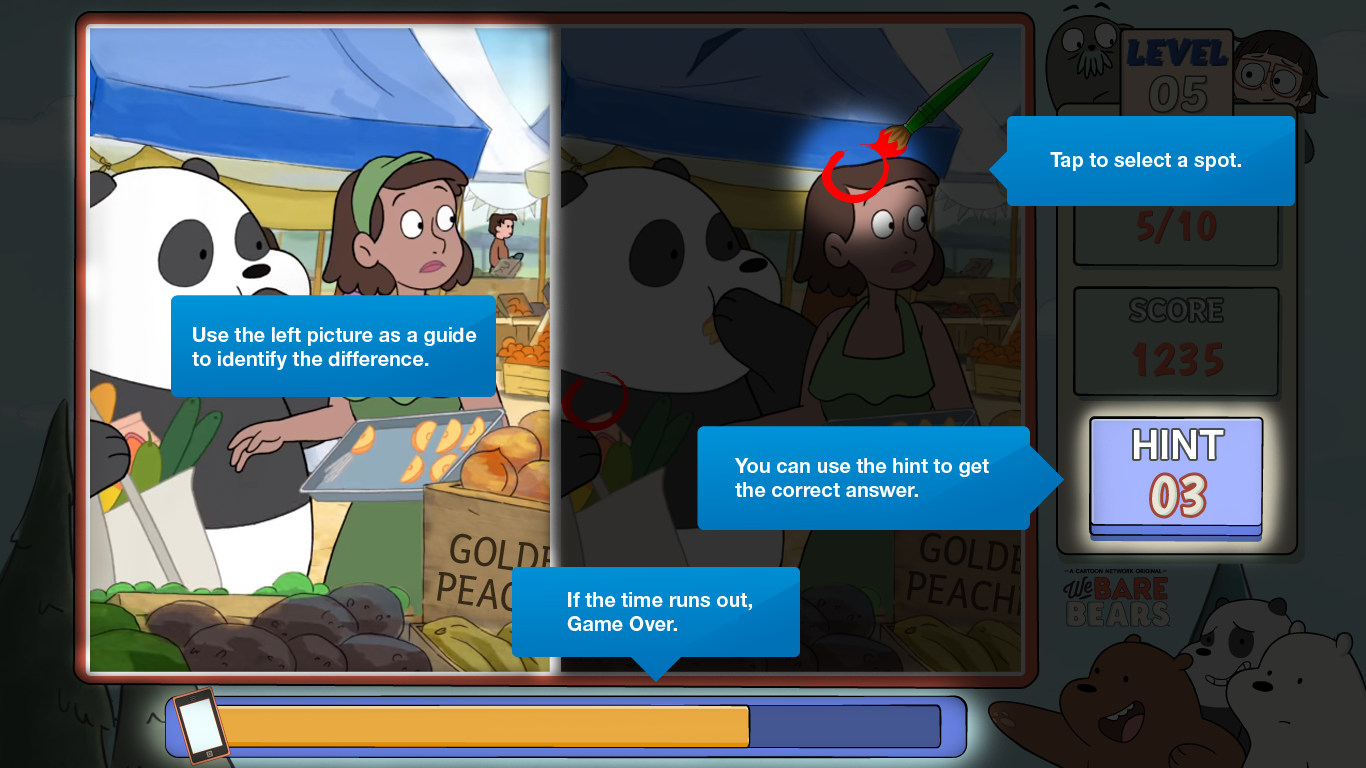 LEVEL
05
Tap to select a spot.
5/10
SCORE
1235
Use the left picture as a guide
to identify the difference.
HINT
03
You can use the hint to get
the correct answer.
GOLDE
PEAC
GOLDE
PEACH
If the time runs out,
Game Over.
A CARTOON NETWORK ORIGINAL
We BARE
BEARS